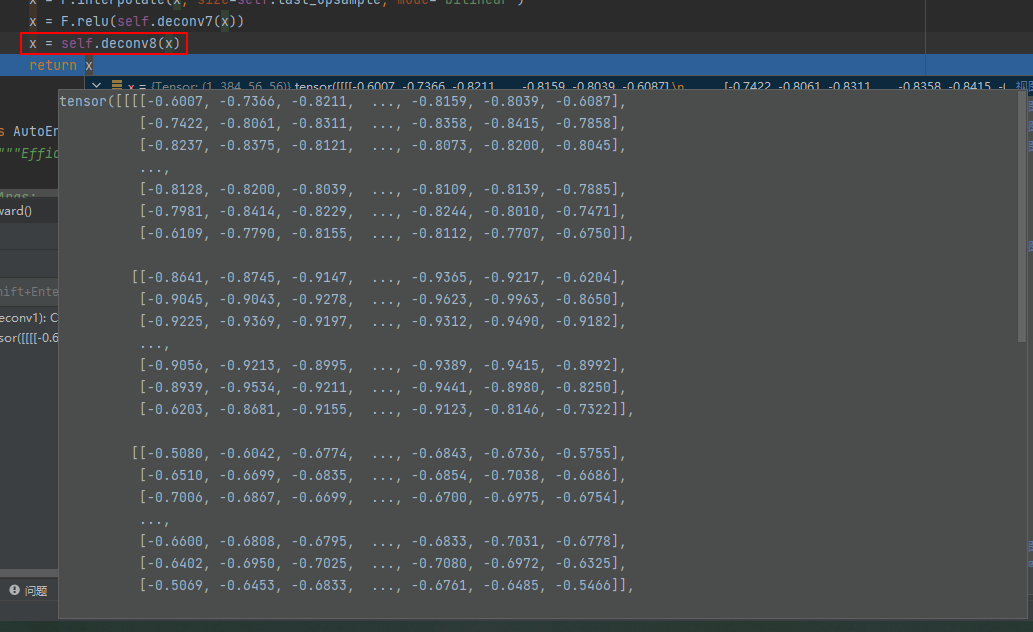 x = F.interpolate(x, size=self.last_upsample, mode='bilinear')
x = F.relu(self.deconv7(x))
x = self.deconv8(x)
return x
x = {Tensor: (1, 384, 56, 56)} tensor([[[[-0.6007, -0.7366, -0.8211, ..., -0.8159, -0.8039, -0.6087],\n [-0.7422, -0.8061, -0.8311, ..., -0.8358, -0.8415,
tensor([[[[-0.6007, -0.7366, -0.8211, ..., -0.8159, -0.8039, -0.6087],
[-0.7422, -0.8061, -0.8311, ..., -0.8358, -0.8415, -0.7858],
[-0.8237, -0.8375, -0.8121, ..., -0.8073, -0.8200, -0.8045],
...,
[-0.8128, -0.8200, -0.8039, ..., -0.8109, -0.8139, -0.7885],
[-0.7981, -0.8414, -0.8229, ..., -0.8244, -0.8010, -0.7471],
[-0.6109, -0.7790, -0.8155, ..., -0.8112, -0.7707, -0.6750]],
[[-0.8641, -0.8745, -0.9147, ..., -0.9365, -0.9217, -0.6204],
[-0.9045, -0.9043, -0.9278, ..., -0.9623, -0.9963, -0.8650],
[-0.9225, -0.9369, -0.9197, ..., -0.9312, -0.9490, -0.9182],
...,
[-0.9056, -0.9213, -0.8995, ..., -0.9389, -0.9415, -0.8992],
[-0.8939, -0.9534, -0.9211, ..., -0.9441, -0.8980, -0.8250],
[-0.6203, -0.8681, -0.9155, ..., -0.9123, -0.8146, -0.7322]],
[[-0.5080, -0.6042, -0.6774, ..., -0.6843, -0.6736, -0.5755],
[-0.6510, -0.6699, -0.6835, ..., -0.6854, -0.7038, -0.6686],
[-0.7006, -0.6867, -0.6699, ..., -0.6700, -0.6975, -0.6754],
...,
[-0.6600, -0.6808, -0.6795, ..., -0.6833, -0.7031, -0.6778],
[-0.6402, -0.6950, -0.7025, ..., -0.7080, -0.6972, -0.6325],
[-0.5069, -0.6453, -0.6833, ..., -0.6761, -0.6485, -0.5466]],
s AutoEn
"""Effic
Args:
ward()
hift+Ente
econv1): C
sor([[[[-0.6
问题